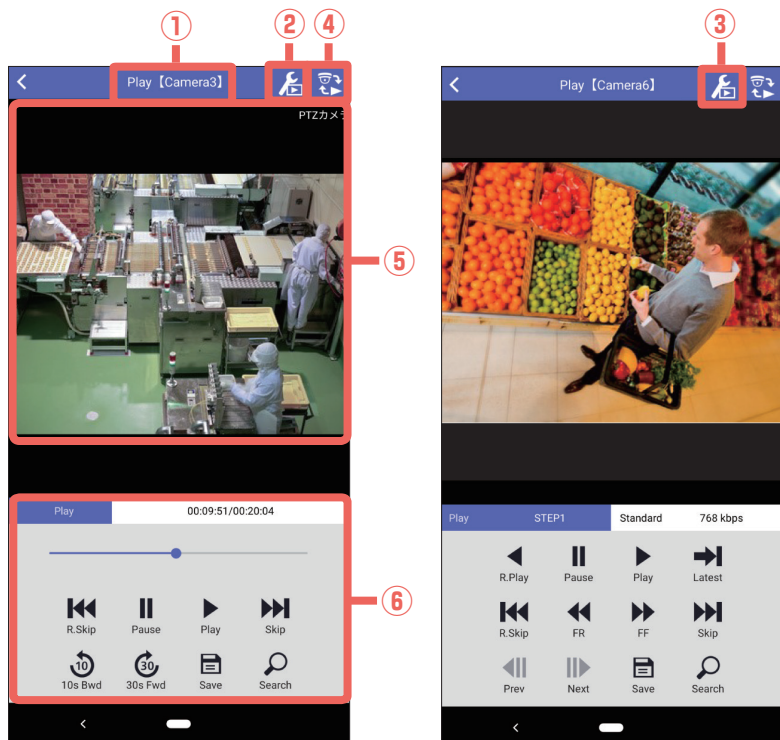 ① ② ④ ③
Play【Camera3】
Play【Camera6】
PTZカメラ
⑤
Play 00:09:51/00:20:04
R.Skip Pause Play Skip
10 30
10s Bwd 30s Fwd Save Search
⑥
Play STEP1 Standard 768 kbps
R.Play Pause Play Latest
R.Skip FR FF Skip
Prev Next Save Search